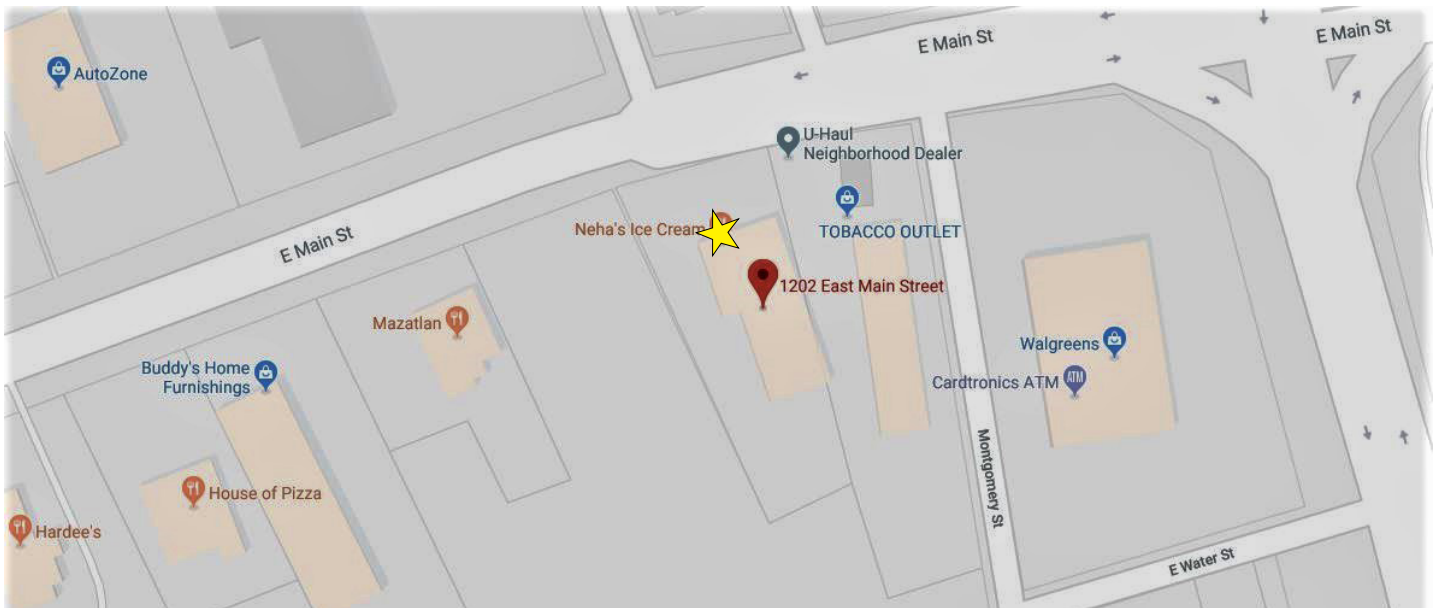 E Main St
E Main St
AutoZone
U-Haul
Neighborhood Dealer
Neha's Ice Cream
TOBACCO OUTLET
E Main St
1202 East Main Street
Mazatlan
Walgreens
Buddy's Home
Furnishings
Cardtronics ATM
ATM
Montgomery St
House of Pizza
Hardee's
E Water St